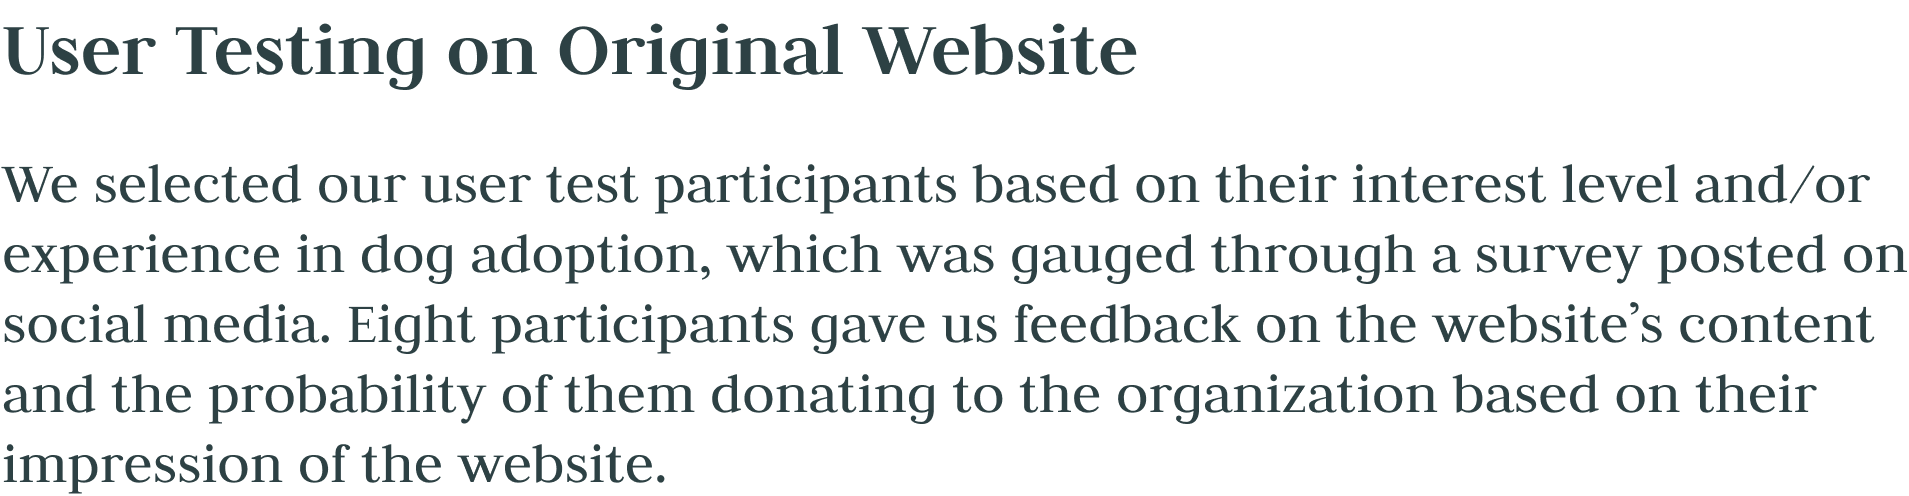 User Testing on Original Website
We selected our user test participants based on their interest level and/or
experience in dog adoption, which was gauged through a survey posted on
social media. Eight participants gave us feedback on the website’s content
and the probability of them donating to the organization based on their
impression of the website.